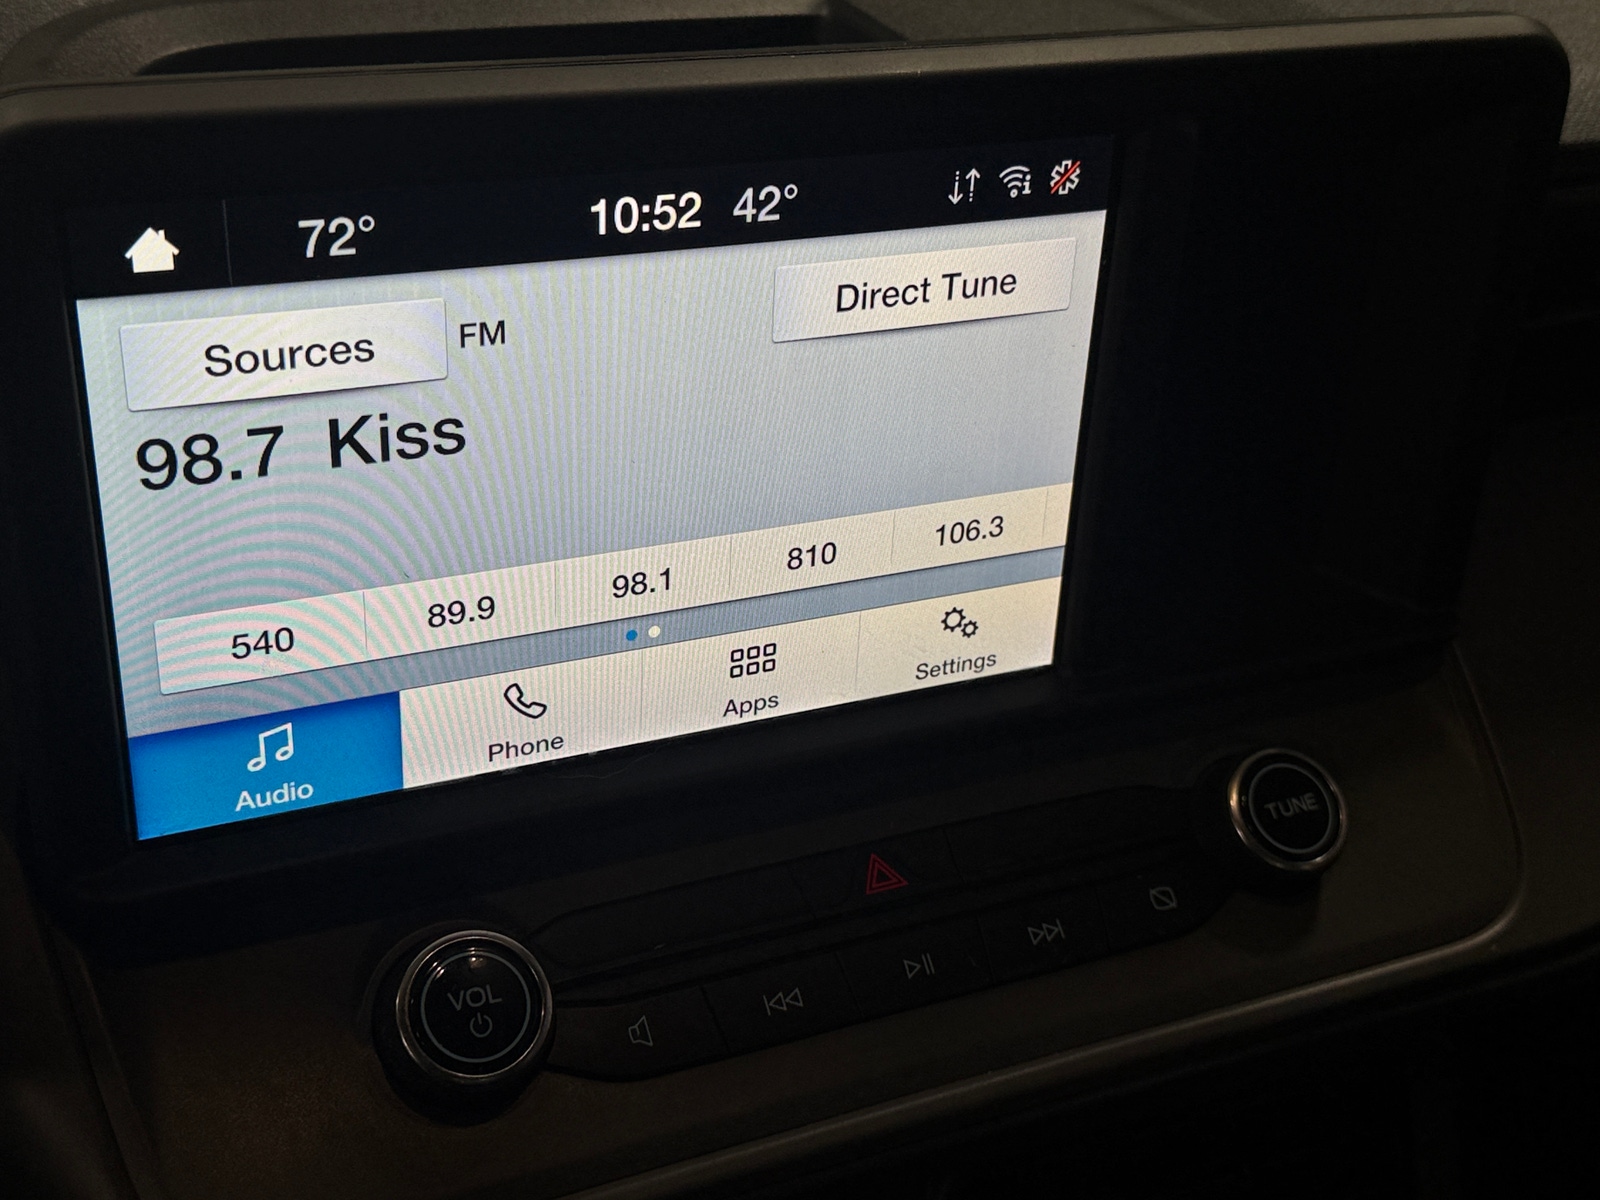 72° 10:52 42°
Sources FM Direct Tune
98.7 Kiss
540 89.9 98.1 810 106.3
Audio Phone Apps Settings
TUNE
VOL